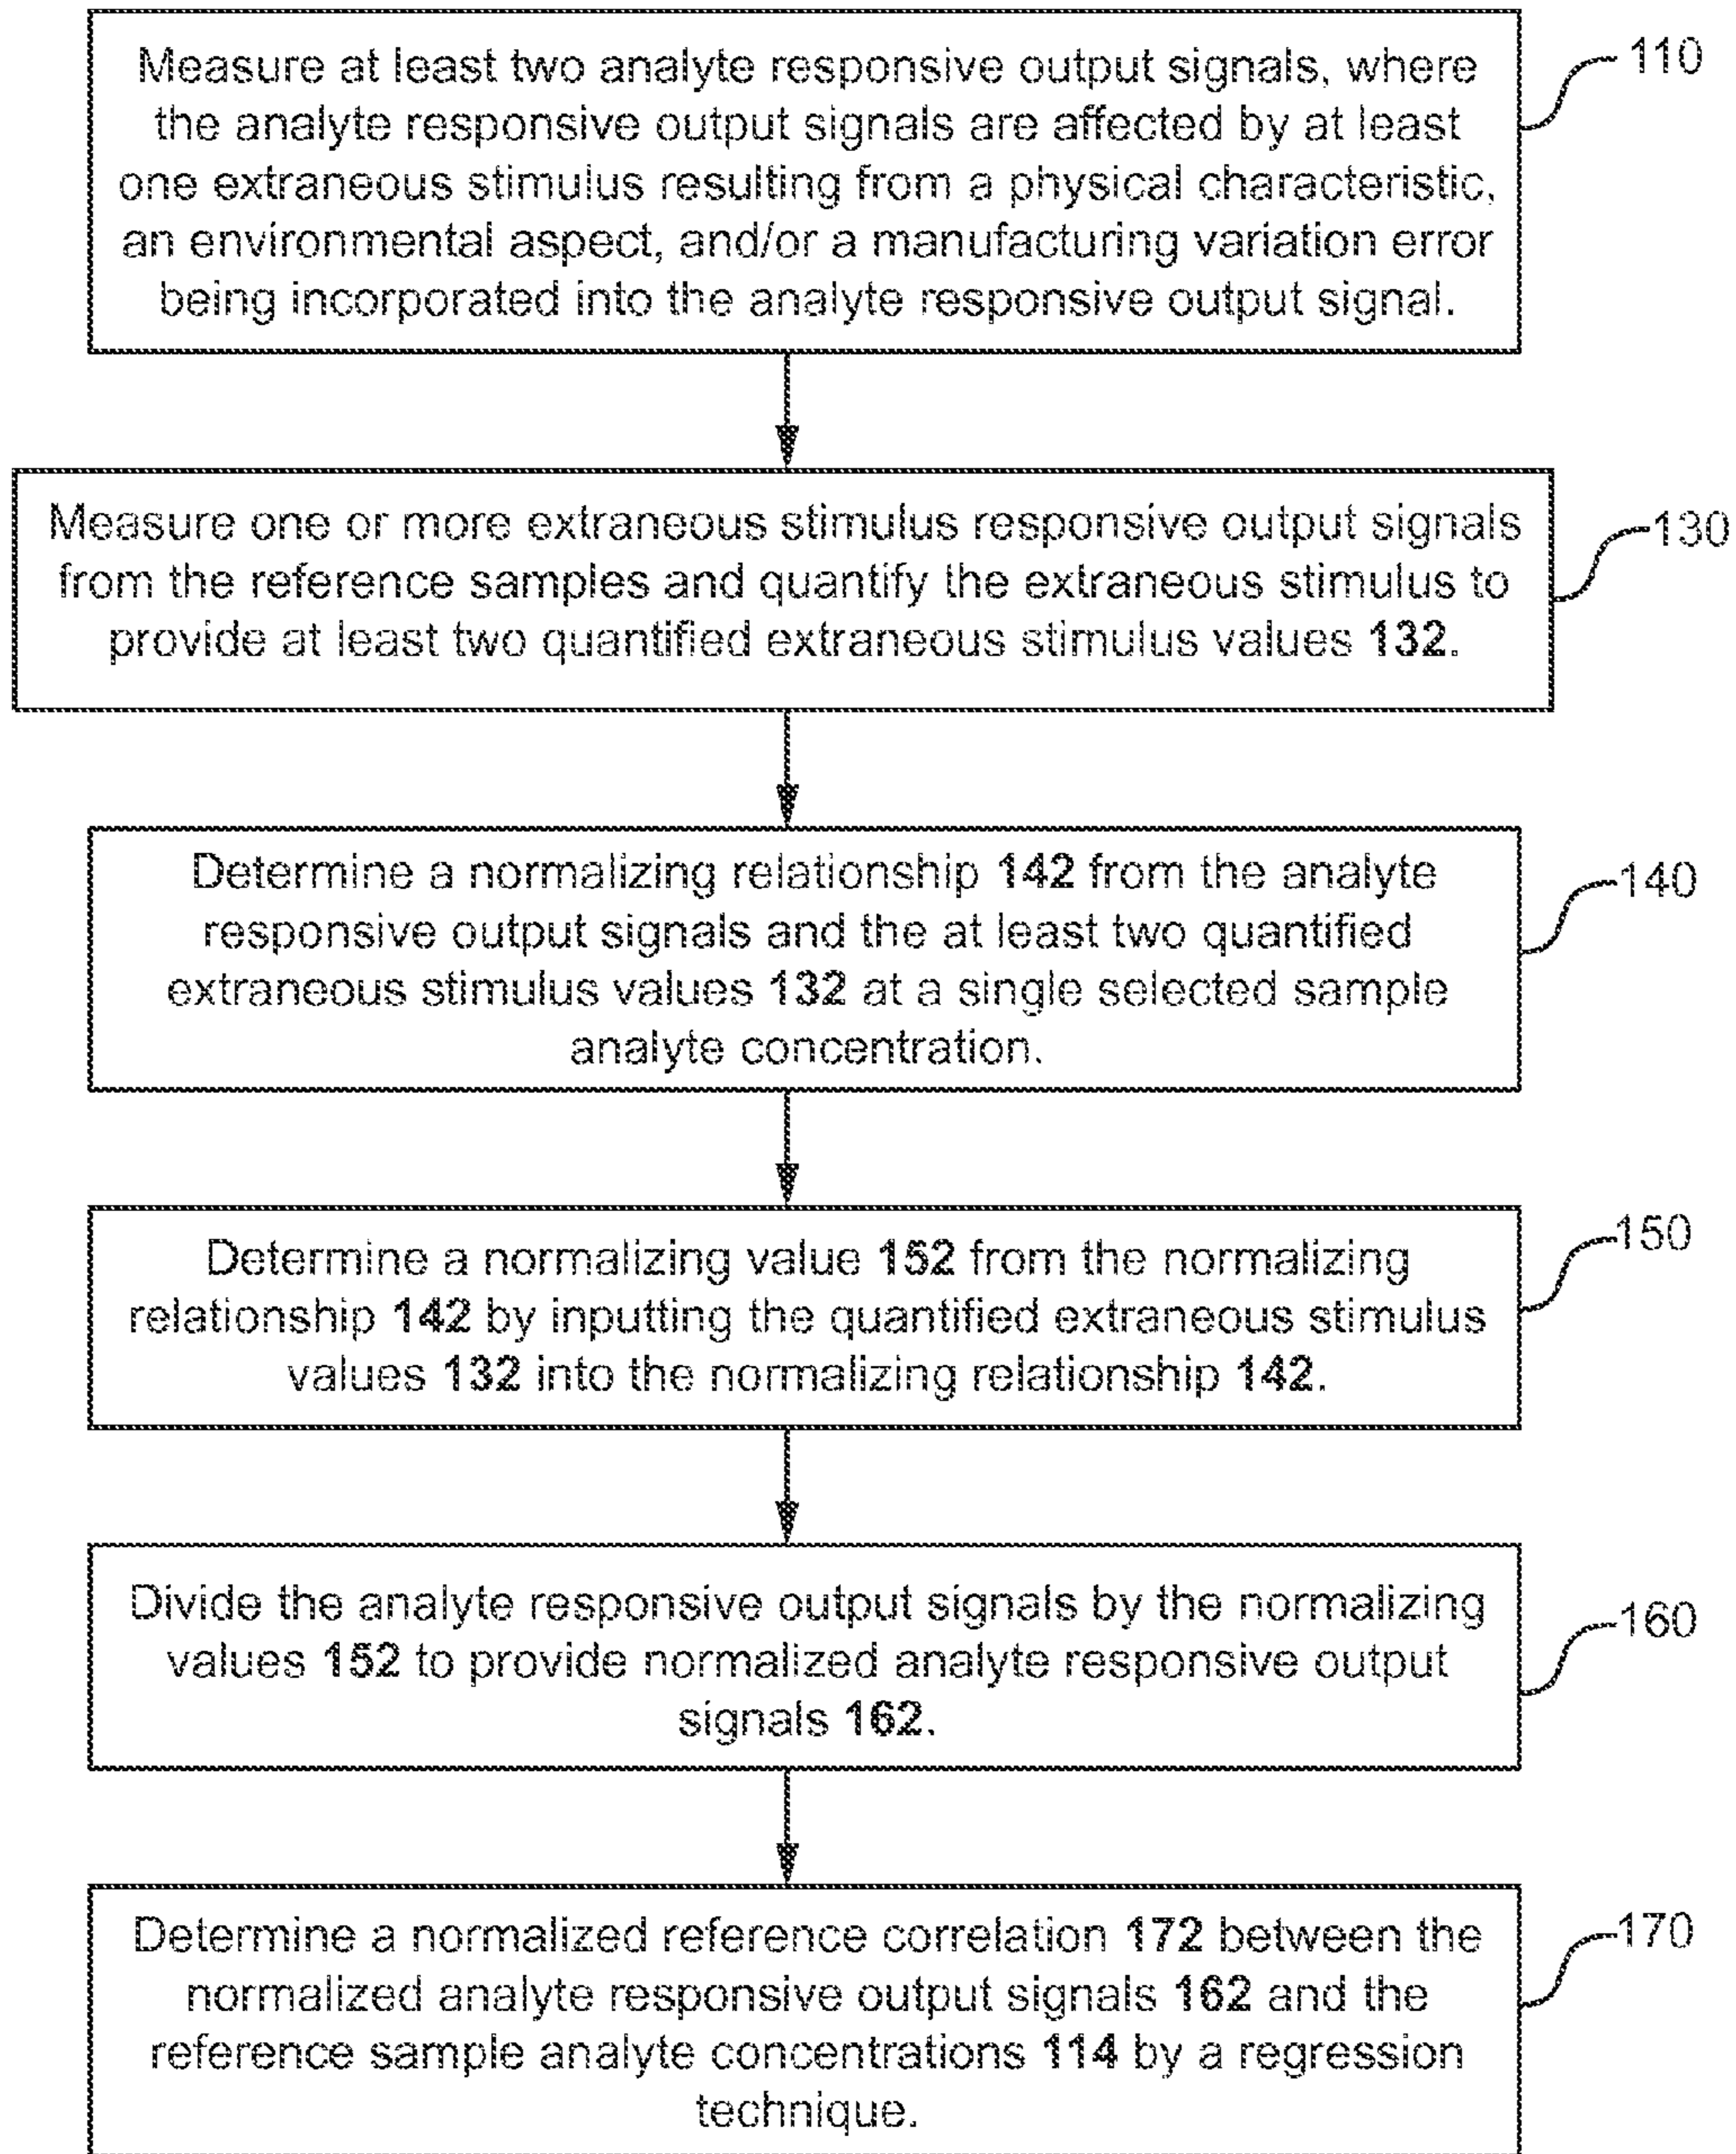 Measure at least two analyte responsive output signals, where
the analyte responsive output signals are affected by at least
one extraneous stimulus resulting from a physical characteristic,
an environmental aspect, and/or a manufacturing variation error
being incorporated into the analyte responsive output signal.
110
Measure one or more extraneous stimulus responsive output signals
from the reference samples and quantify the extraneous stimulus to
provide at least two quantified extraneous stimulus values 132.
130
Determine a normalizing relationship 142 from the analyte
responsive output signals and the at least two quantified
extraneous stimulus values 132 at a single selected sample
analyte concentration.
140
Determine a normalizing value 152 from the normalizing
relationship 142 by inputting the quantified extraneous stimulus
values 132 into the normalizing relationship 142.
150
Divide the analyte responsive output signals by the normalizing
values 152 to provide normalized analyte responsive output
signals 162.
160
Determine a normalized reference correlation 172 between the
normalized analyte responsive output signals 162 and the
reference sample analyte concentrations 114 by a regression
technique.
170